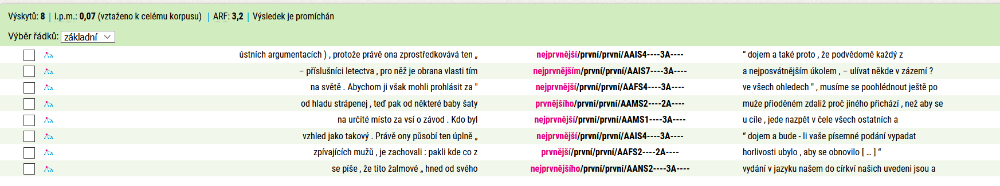 Výskytů: 8 | i.p.m.: 0,07 (vztaženo k celému korpusu) | ARF: 3,2 | Výsledek je promíchán
Výběr řádků: základní
ústních argumentacích ) , protože právě ona zprostředkovává ten „ nejprvnější/první/první/AAIS4----3A---- “ dojem a také proto , že podvědomě každý z
– příslušníci letectva , pro něž je obrana vlasti tím nejprvnějším/první/první/AAIS7----3A---- a nejposvátnějším úkolem , – ulívat někde v zázemí ?
na světě . Abychom ji však mohli prohlásit za " nejprvnější/první/první/AAFS4----3A---- ve všech ohledech " , musíme se poohlédnout ještě po
od hladu strápenej , teď pak od některé baby šaty prvnějšího/první/první/AAMS2----2A---- muže přioděném zdaliž proč jiného přichází , než aby se
na určité místo za vsí o závod . Kdo byl nejprvnější/první/první/AAMS1----3A---- u cíle , jede nazpět v čele všech ostatních a
vzhled jako takový . Právě ony působí ten úplně „ nejprvnější/první/první/AAIS4----3A---- “ dojem a bude - li vaše písemné podání vypadat
zpívajících mužů , je zachovali : pakli kde co z prvnější/první/první/AAFS2----2A---- horlivosti ubylo , aby se obnovilo [ … ] “
se píše , že tito žalmové „ hned od svého nejprvnějšího/první/první/AANS2----3A---- vydání v jazyku našem do církví našich uvedeni jsou a